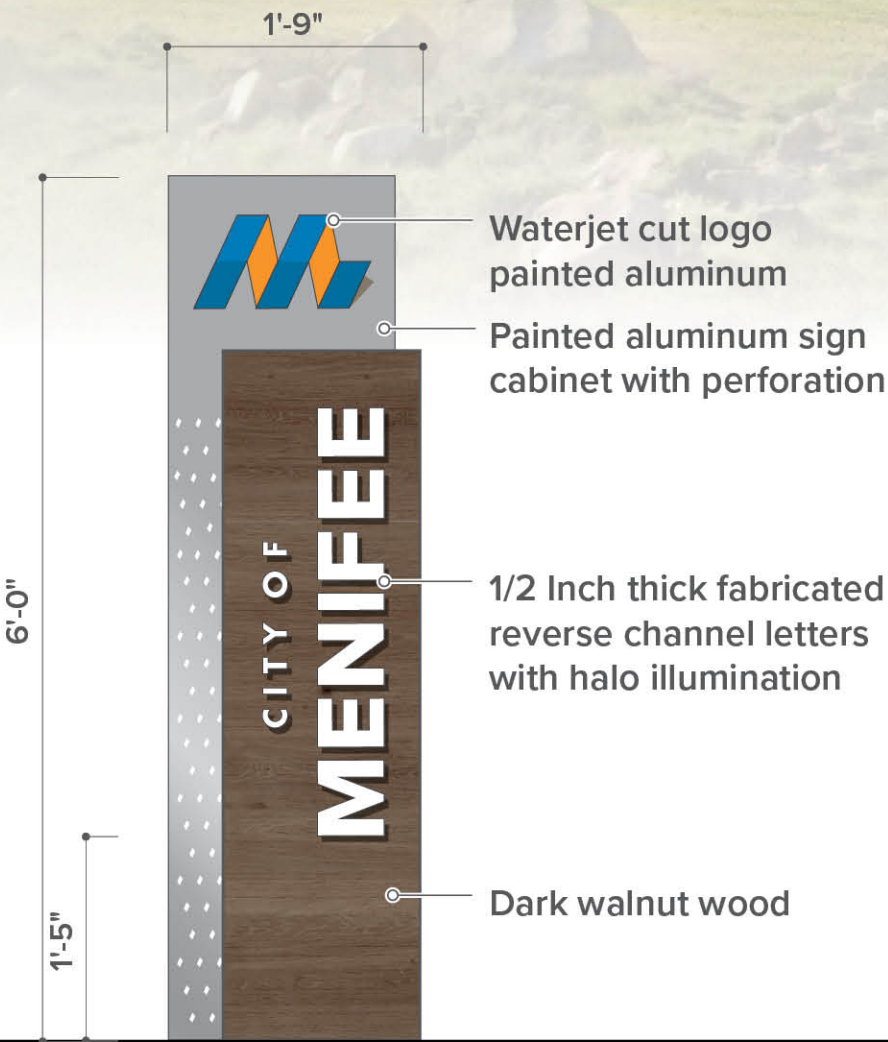 1'-9"
Waterjet cut logo
painted aluminum
Painted aluminum sign
cabinet with perforation
6'-0"
CITY OF
MENIFEE
1/2 Inch thick fabricated
reverse channel letters
with halo illumination
1'-5"
Dark walnut wood